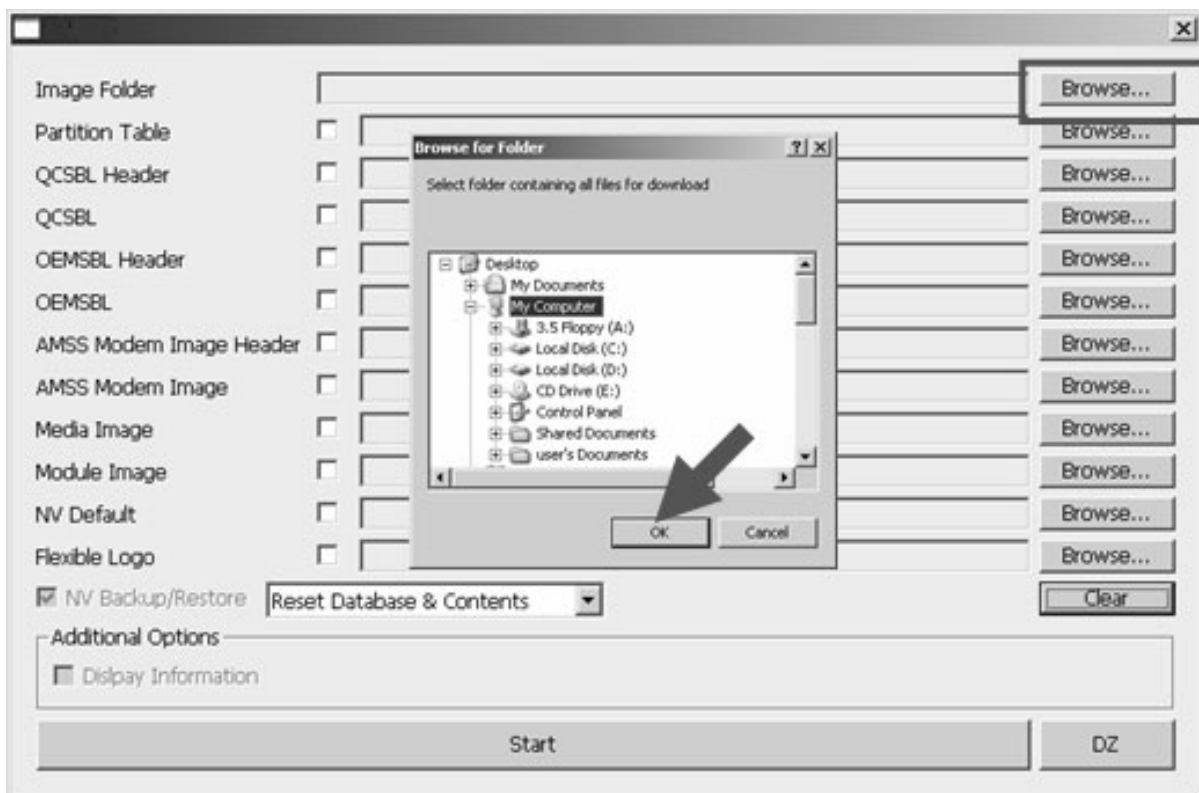 Image Folder Browse...
Partition Table Browse...
Browse for Folder
QCSBL Header Browse...
Select folder containing all files for download
QCSBL Browse...
OEMSBL Header Browse...
Desktop
My Documents
OEMSBL Browse...
My Computer
3.5 Floppy (A:)
AMSS Modem Image Header Browse...
Local Disk (C:)
Local Disk (D:)
AMSS Modem Image Browse...
CD Drive (E:)
Control Panel
Media Image Browse...
Shared Documents
user's Documents
Module Image Browse...
NV Default Browse...
OK Cancel
Flexible Logo Browse...
NV Backup/Restore Reset Database & Contents Clear
Additional Options
Dislpay Information
Start DZ